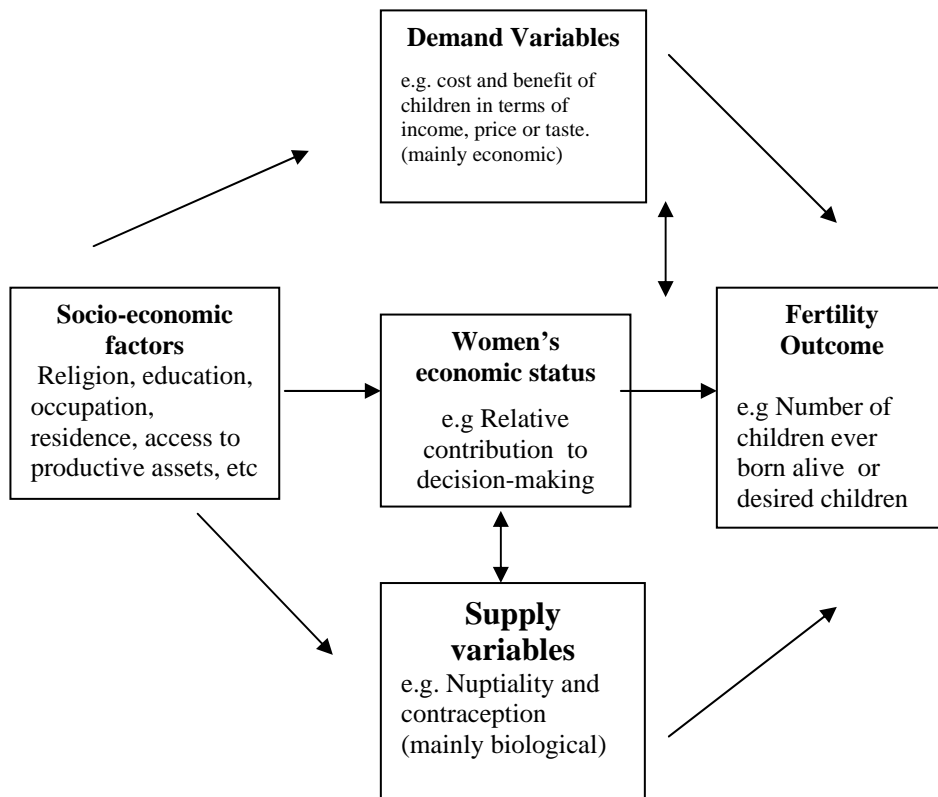 Demand Variables
e.g. cost and benefit of
children in terms of
income, price or taste.
(mainly economic)
Socio-economic
factors
Religion, education,
occupation,
residence, access to
productive assets, etc
Women's
economic status
e.g Relative
contribution to
decision-making
Fertility
Outcome
e.g Number of
children ever
born alive or
desired children
Supply
variables
e.g. Nuptiality and
contraception
(mainly biological)